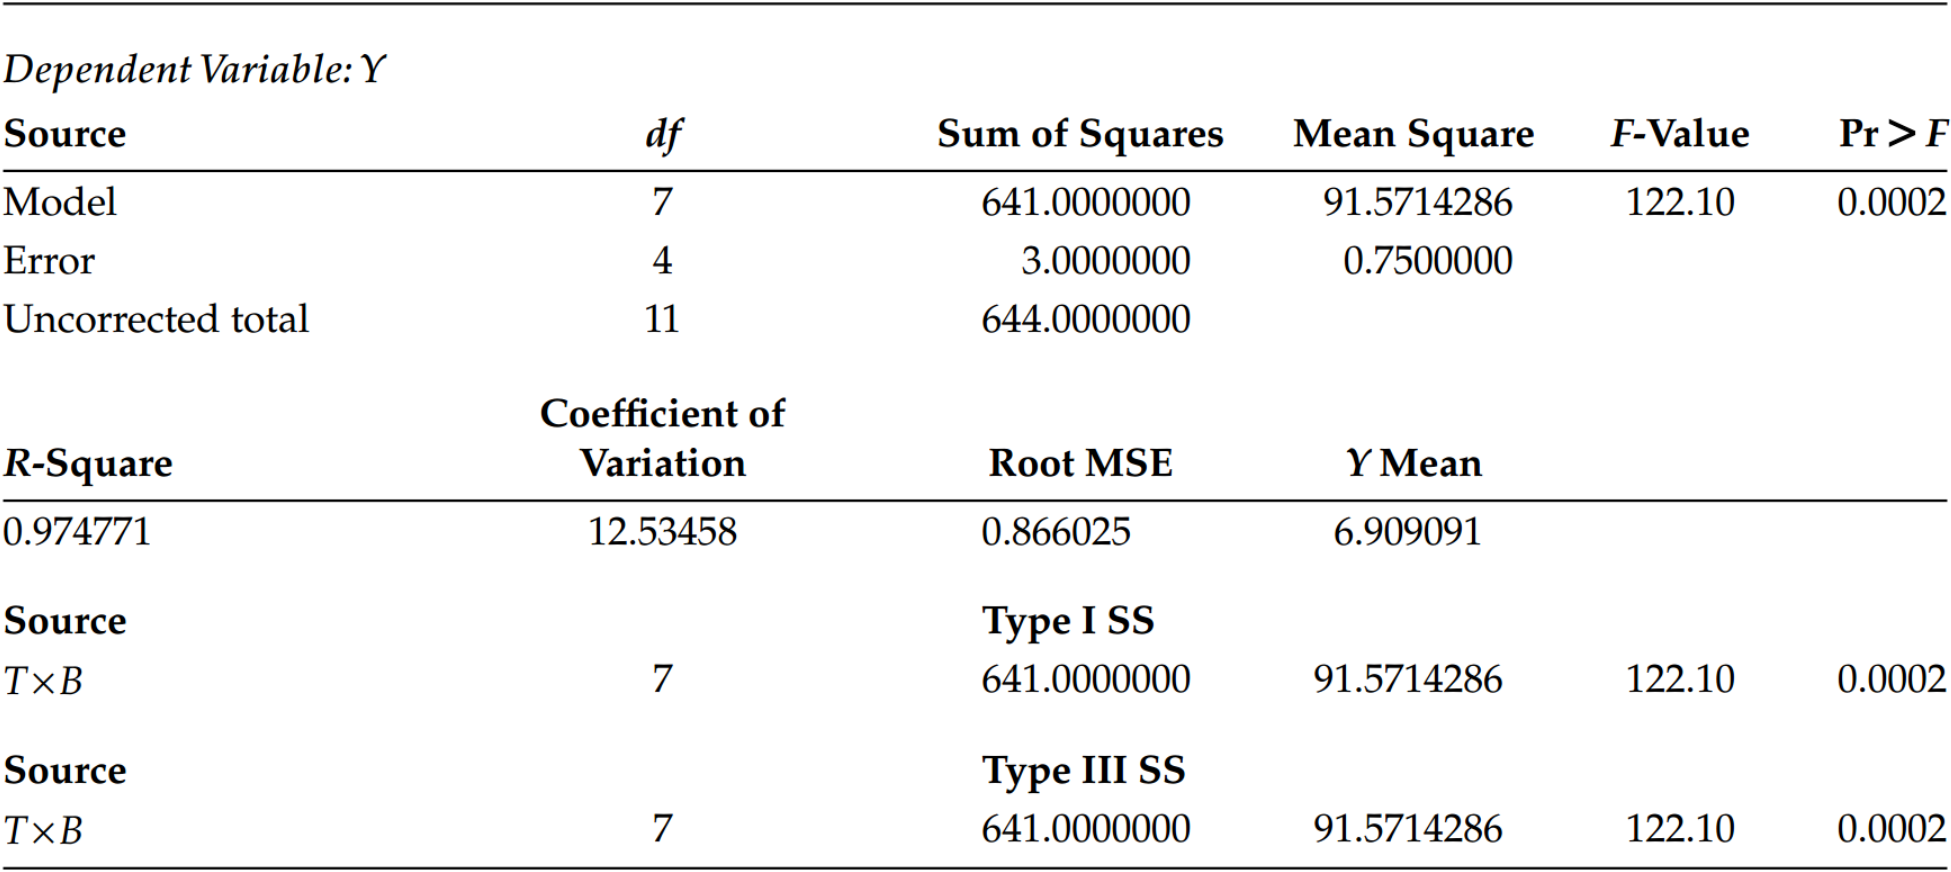 Dependent Variable: Y
Source df Sum of Squares Mean Square F-Value Pr > F
Model 7 641.0000000 91.5714286 122.10 0.0002
Error 4 3.0000000 0.7500000
Uncorrected total 11 644.0000000
Coefficient of
R-Square Variation Root MSE Y Mean
0.974771 12.53458 0.866025 6.909091
Source Type I SS
T×B 7 641.0000000 91.5714286 122.10 0.0002
Source Type III SS
T×B 7 641.0000000 91.5714286 122.10 0.0002